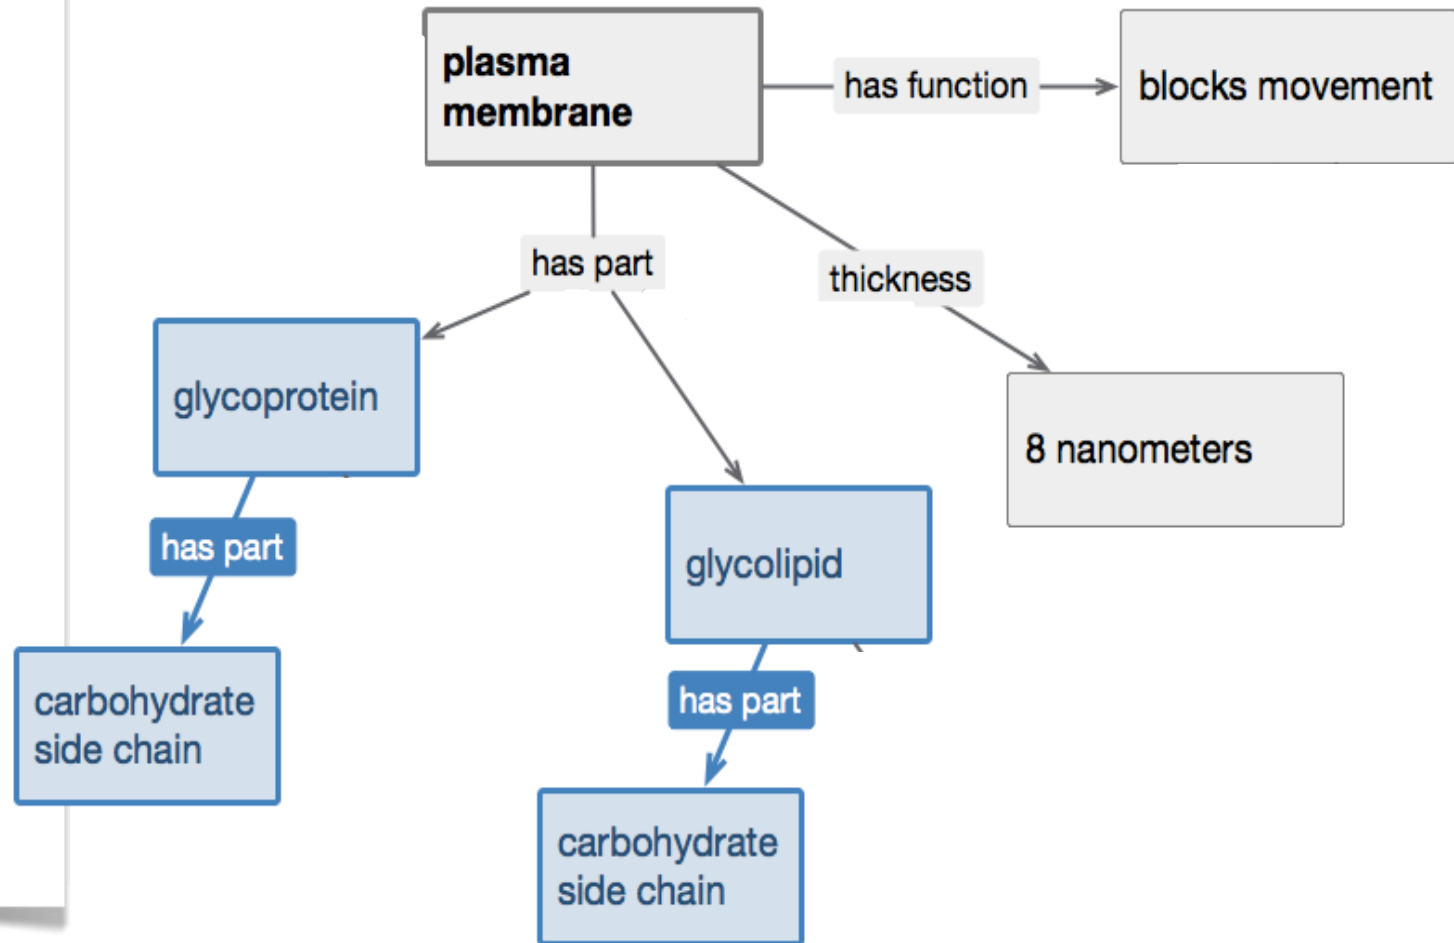 plasma
membrane
has function
blocks movement
has part
thickness
glycoprotein
8 nanometers
has part
glycolipid
carbohydrate
side chain
has part
carbohydrate
side chain